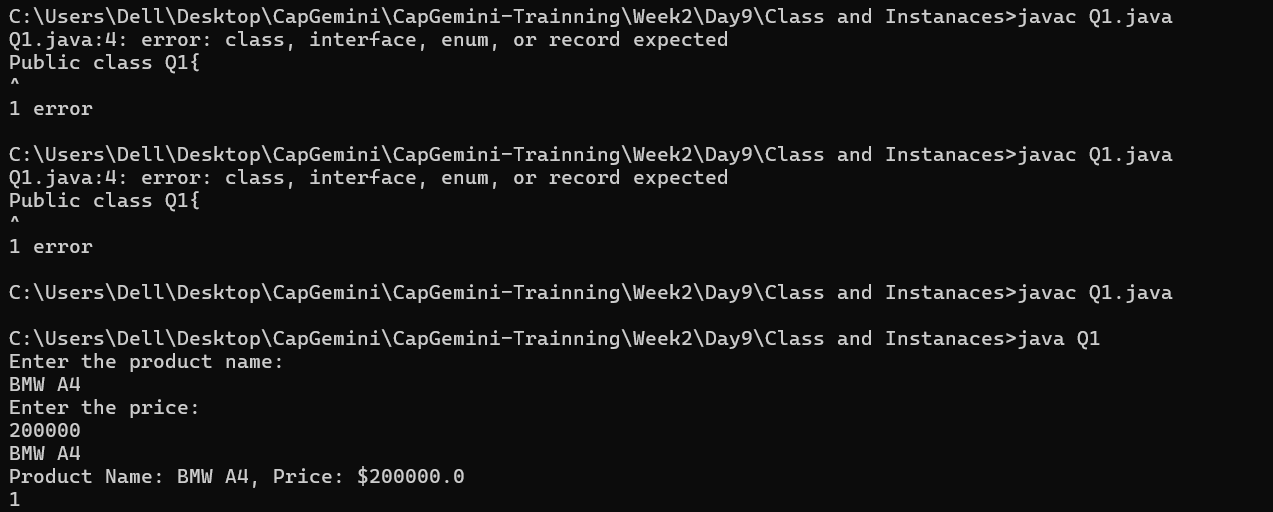 C:\Users\Dell\Desktop\CapGemini\CapGemini-Trainning\Week2\Day9\Class and Instanaces>javac Q1.java
Q1.java:4: error: class, interface, enum, or record expected
Public class Q1{
^
1 error
C:\Users\Dell\Desktop\CapGemini\CapGemini-Trainning\Week2\Day9\Class and Instanaces>javac Q1.java
Q1.java:4: error: class, interface, enum, or record expected
Public class Q1{
^
1 error
C:\Users\Dell\Desktop\CapGemini\CapGemini-Trainning\Week2\Day9\Class and Instanaces>javac Q1.java
C:\Users\Dell\Desktop\CapGemini\CapGemini-Trainning\Week2\Day9\Class and Instanaces>java Q1
Enter the product name:
BMW A4
Enter the price:
200000
BMW A4
Product Name: BMW A4, Price: $200000.0
1